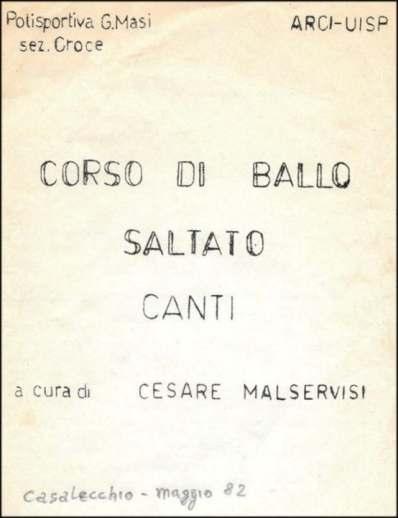 Polisportiva G.Masi
ARCI-UISP
sez. Croce
CORSO DI BALLO
SALTATO
CANTI
a cura di CESARE MALSERVISI
Casalecchio - maggio 82